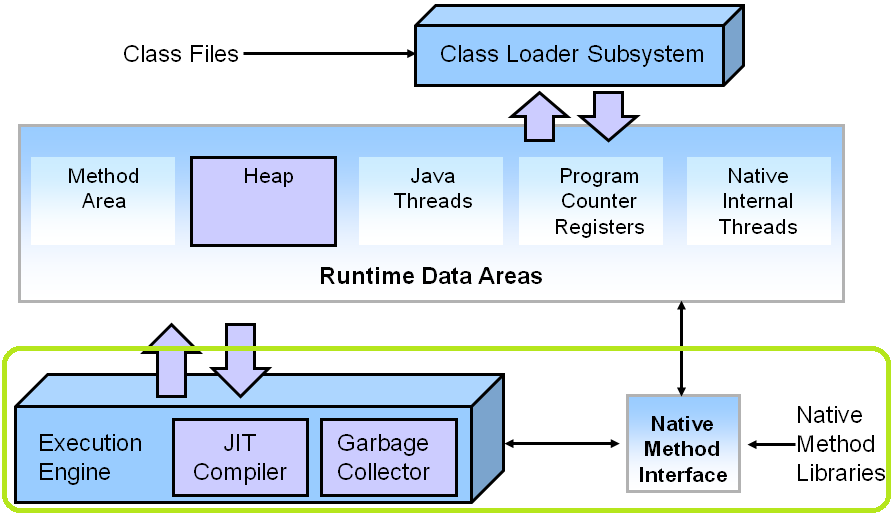 Class Files
Class Loader Subsystem
Method
Area
Heap
Java
Threads
Program
Counter
Registers
Native
Internal
Threads
Runtime Data Areas
Execution
Engine
JIT
Compiler
Garbage
Collector
Native
Method
Interface
Native
Method
Libraries